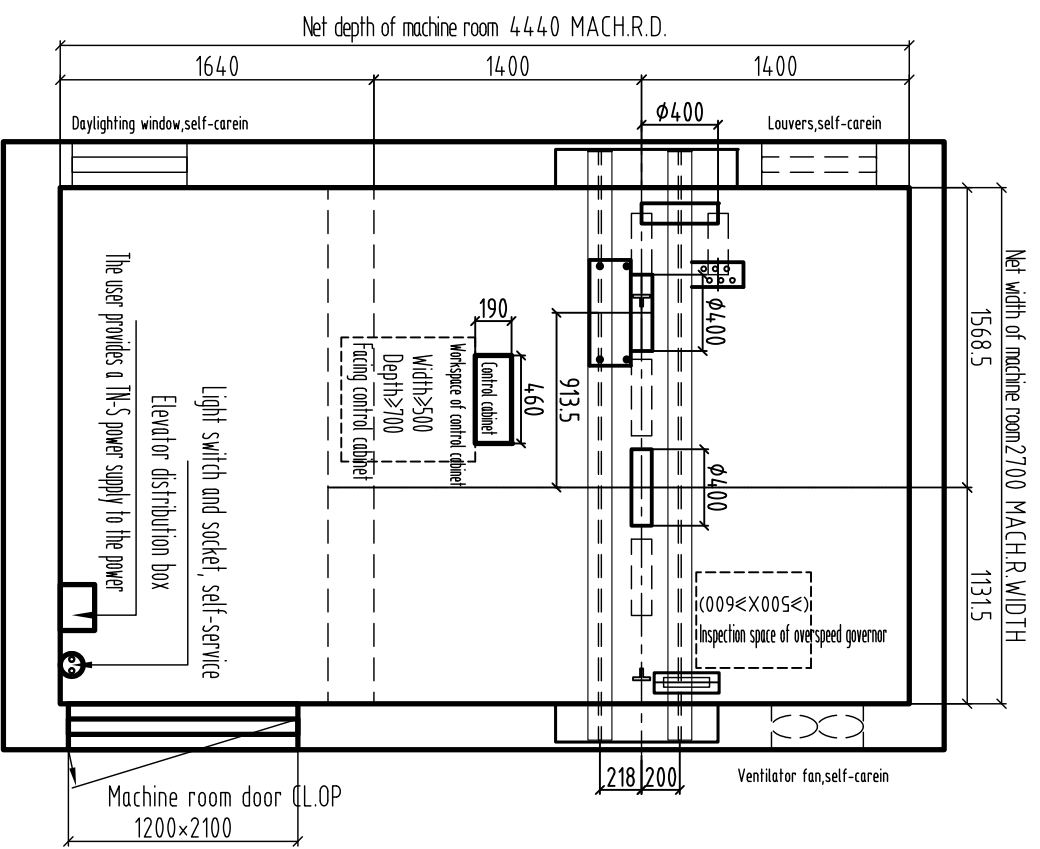 Net depth of machine room 4440 MACH.R.D.
1640
1400
1400
Daylighting window,self-carein
Φ400
Louvers,self-carein
Net width of machine room2700 MACH.R.WIDTH
1568.5
1131.5
Φ400
Φ400
190
460
913.5
Control cabinet
Workspace of control cabinet
Width≥500
Depth≥700
Facing control cabinet
Light switch and socket, self-service
Elevator distribution box
The user provides a TN-S power supply to the power
(≥500X≥600)
Inspection space of overspeed governor
218
200
Ventilator fan,self-carein
Machine room door CL.OP
1200×2100